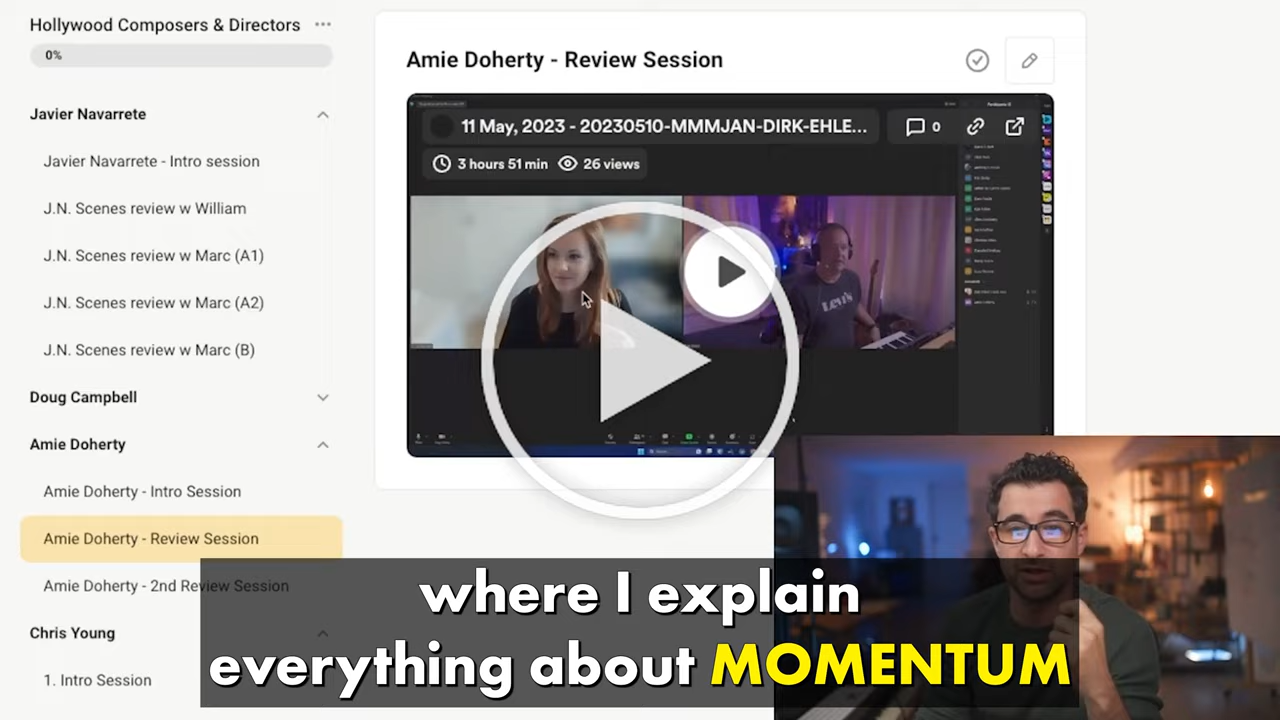 Hollywood Composers & Directors
0%
Javier Navarrete
Javier Navarrete - Intro session
J.N. Scenes review w William
J.N. Scenes review w Marc (A1)
J.N. Scenes review w Marc (A2)
J.N. Scenes review w Marc (B)
Doug Campbell
Amie Doherty
Amie Doherty - Intro Session
Amie Doherty - Review Session
Amie Doherty - 2nd Review Session
Chris Young
1. Intro Session
Amie Doherty - Review Session
11 May, 2023 - 20230510-MMMJAN-DIRK-EHLE...
0
3 hours 51 min
26 views
Levi's
where I explain
everything about MOMENTUM